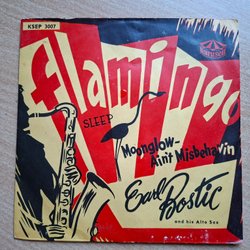 KSEP 3007
flamingo
SLEEP
Moonglow-
Ain't Misbehavin
Earl Bostic
and his Alto Sax